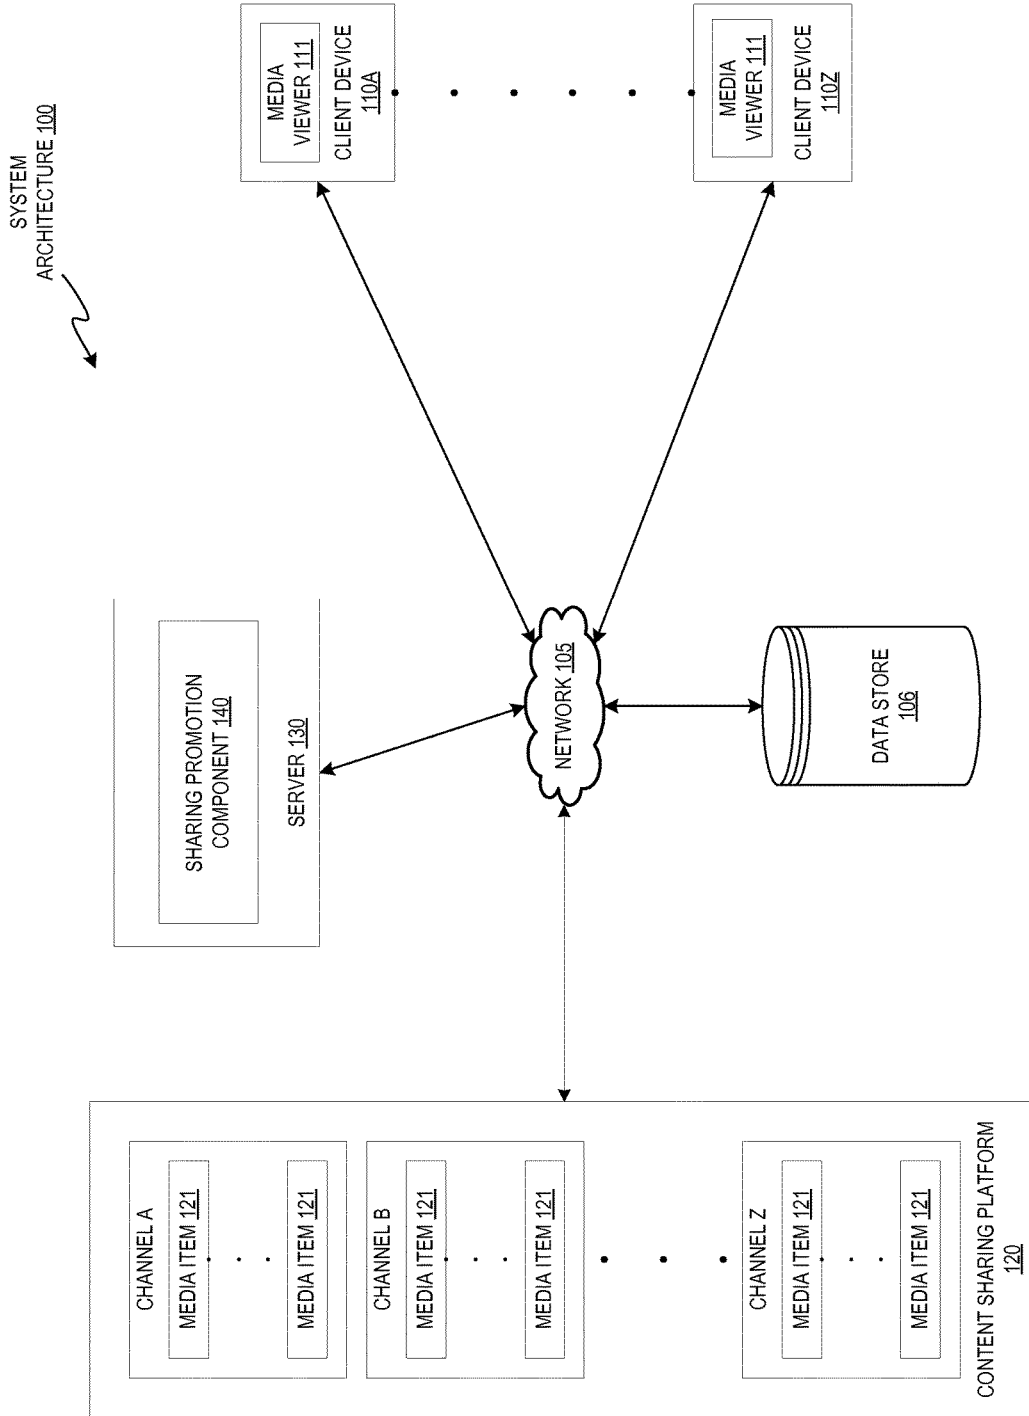 SYSTEM
ARCHITECTURE 100
CHANNEL A
MEDIA ITEM 121
MEDIA ITEM 121
CHANNEL B
MEDIA ITEM 121
MEDIA ITEM 121
CHANNEL Z
MEDIA ITEM 121
MEDIA ITEM 121
CONTENT SHARING PLATFORM
120
SHARING PROMOTION
COMPONENT 140
SERVER 130
NETWORK 105
DATA STORE
106
MEDIA
VIEWER 111
CLIENT DEVICE
110A
MEDIA
VIEWER 111
CLIENT DEVICE
110Z